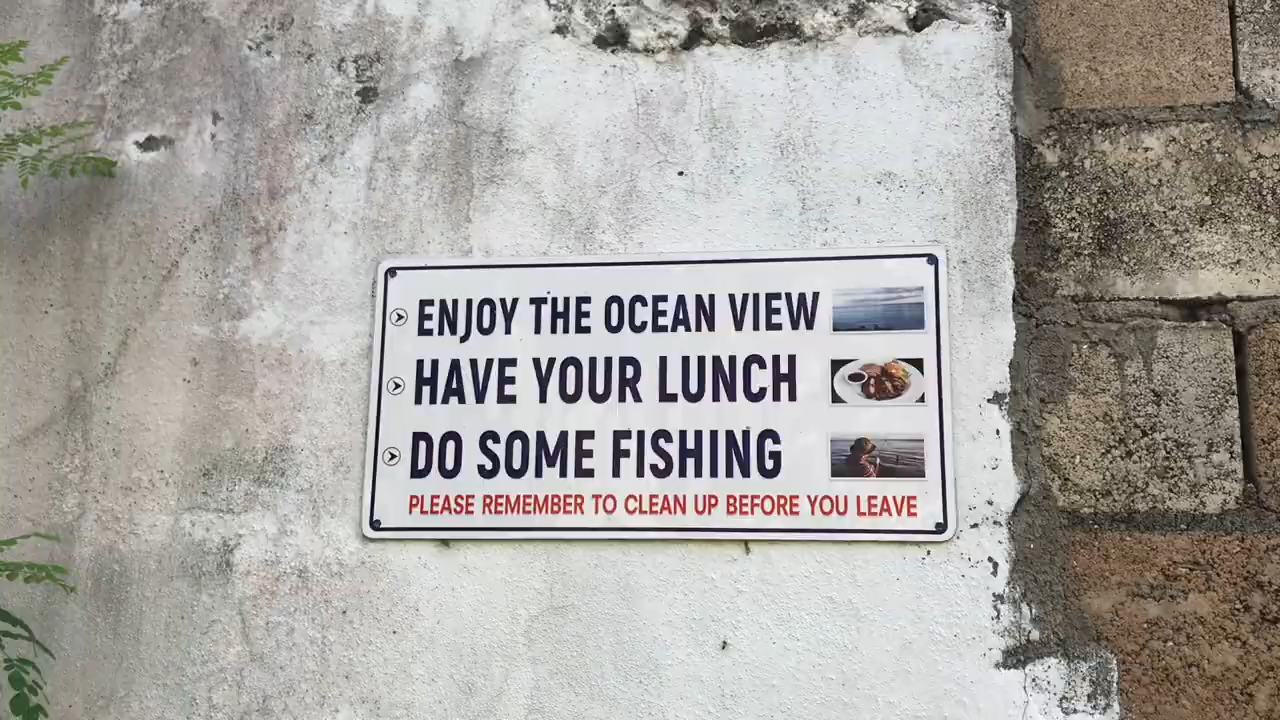 ENJOY THE OCEAN VIEW
HAVE YOUR LUNCH
DO SOME FISHING
PLEASE REMEMBER TO CLEAN UP BEFORE YOU LEAVE